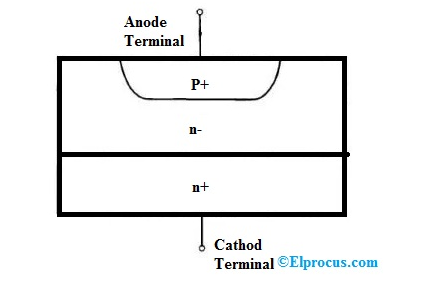 Anode
Terminal
P+
n-
n+
Cathod
Terminal ©Elprocus.com